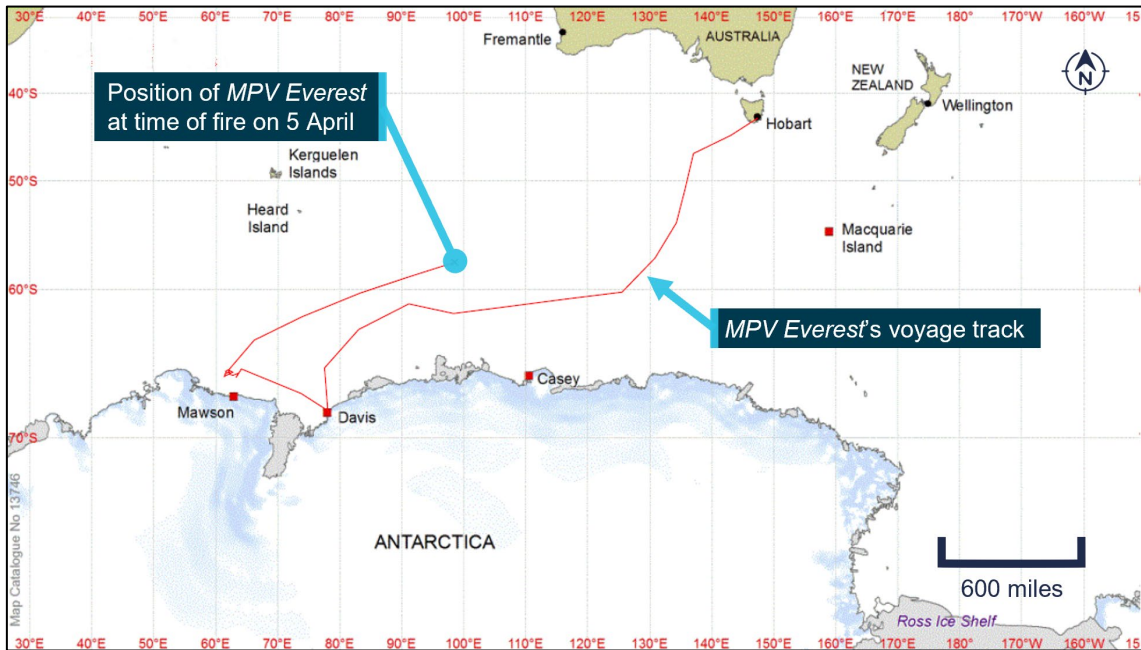 30°E 40°E 50°E 60°E 70°E 80°E 90°E 100°E 110°E 120°E 130°E 140°E 150°E 160°E 170°E 180° 170°W 160°W 150
Fremantle
AUSTRALIA
Position of MPV Everest
at time of fire on 5 April
NEW
ZEALAND
N
40°S
Wellington
Hobart
Kerguelen
Islands
50°S
Heard
Island
Macquarie
Island
60°S
MPV Everest's voyage track
Casey
Mawson
Davis
70°S
Map Catalogue No 13746
ANTARCTICA
600 miles
Ross Ice Shelf
30°E 40°E 50°E 60°E 70°E 80°E 90°E 100°E 110°E 120°E 130°E 140°E 150°E 160°E 170°E 180° 170°W 160°W 150